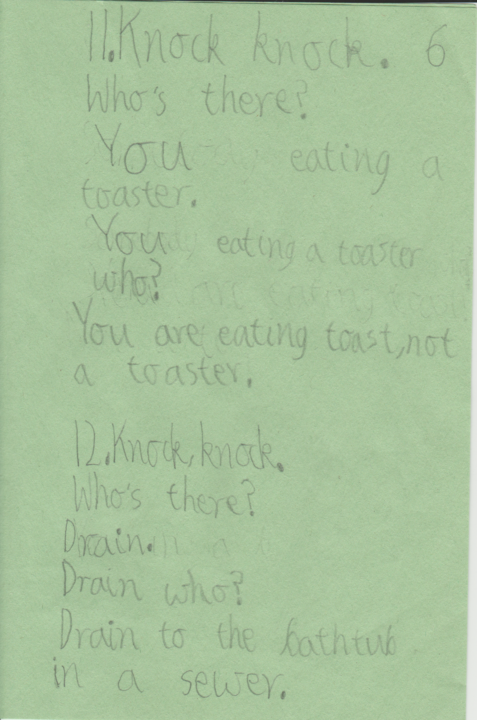 11.Knock knock. 6
Who's there?
You eating a
toaster.
You eating a toaster
who?
You are eating toast,not
a toaster.
12.Knock,knock.
Who's there?
Drain.
Drain who?
Drain to the bathtub
in a sewer.